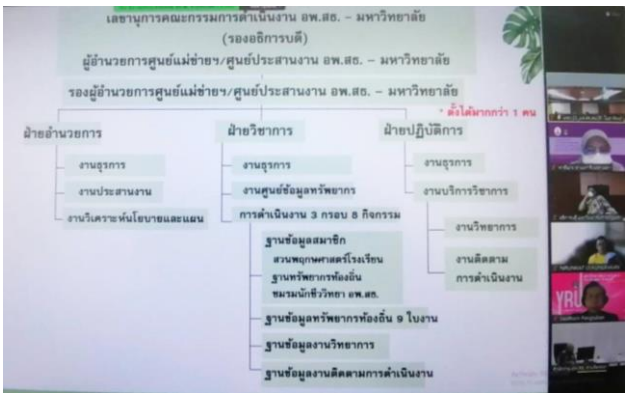 เลขานุการคณะกรรมการดำเนินงาน อพ.สธ. – มหาวิทยาลัย
(รองอธิการบดี)
ผู้อำนวยการศูนย์แม่ข่ายฯ/ศูนย์ประสานงาน อพ.สธ. – มหาวิทยาลัย
รองผู้อำนวยการศูนย์แม่ข่ายฯ/ศูนย์ประสานงาน อพ.สธ. – มหาวิทยาลัย
* ตั้งได้มากกว่า 1 คน
ฝ่ายอำนวยการ
งานธุรการ
งานประสานงาน
งานวิเคราะห์นโยบายและแผน
ฝ่ายวิชาการ
งานธุรการ
งานศูนย์ข้อมูลทรัพยากร
การดำเนินงาน 3 กรอบ 8 กิจกรรม
ฐานข้อมูลสมาชิก
สวนพฤกษศาสตร์โรงเรียน
ฐานทรัพยากรท้องถิ่น
ชมรมนักชีววิทยา อพ.สธ.
ฐานข้อมูลทรัพยากรท้องถิ่น 9 ใบงาน
ฐานข้อมูลงานวิทยาการ
ฐานข้อมูลงานติดตามการดำเนินงาน
ฝ่ายปฏิบัติการ
งานธุรการ
งานบริการวิชาการ
งานวิทยาการ
งานติดตาม
การดำเนินงาน
YRU